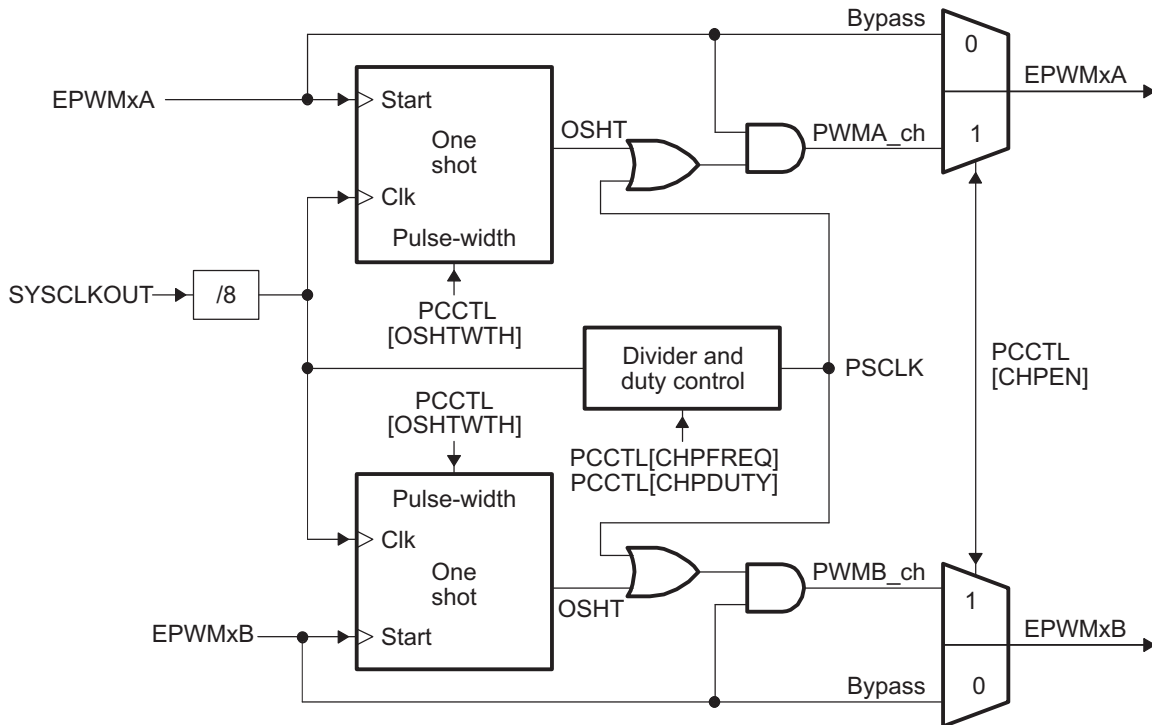 Bypass
0
EPWMxA
EPWMxA
Start
One
shot
OSHT
PWMA_ch
1
Clk
Pulse-width
SYSCLKOUT
/8
PCCTL
[OSHTWTH]
Divider and
duty control
PSCLK
PCCTL
[CHPEN]
PCCTL
[OSHTWTH]
PCCTL[CHPFREQ]
PCCTL[CHPDUTY]
Pulse-width
Clk
One
shot
OSHT
PWMB_ch
1
EPWMxB
Start
EPWMxB
Bypass
0